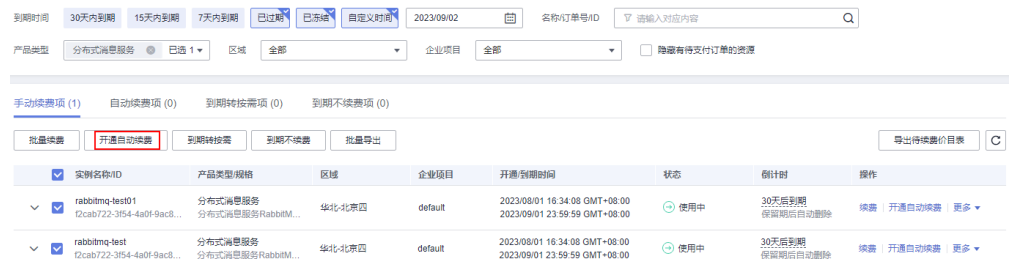 到期时间 30天内到期 15天内到期 7天内到期 已过期 已冻结 自定义时间 2023/09/02 名称/订单号/ID 请输入对应内容
产品类型 分布式消息服务 已选 1 区域 全部 企业项目 全部 隐藏有待支付订单的资源
手动续费项 (1) 自动续费项 (0) 到期转按需项 (0) 到期不续费项 (0)
批量续费 开通自动续费 到期转按需 到期不续费 批量导出 导出待续费价目表
实例名称/ID 产品类型/规格 区域 企业项目 开通/到期时间 状态 倒计时 操作
rabbitmq-test01 分布式消息服务 2023/08/01 16:34:08 GMT+08:00 30天后到期
f2cab722-3f54-4a0f-9ac8... 分布式消息服务RabbitM... 华北-北京四 default 2023/09/01 23:59:59 GMT+08:00 使用中 保留期后自动删除 续费 开通自动续费 更多
rabbitmq-test 分布式消息服务 2023/08/01 16:34:08 GMT+08:00 30天后到期
f2cab722-3f54-4a0f-9ac8... 分布式消息服务RabbitM... 华北-北京四 default 2023/09/01 23:59:59 GMT+08:00 使用中 保留期后自动删除 续费 开通自动续费 更多